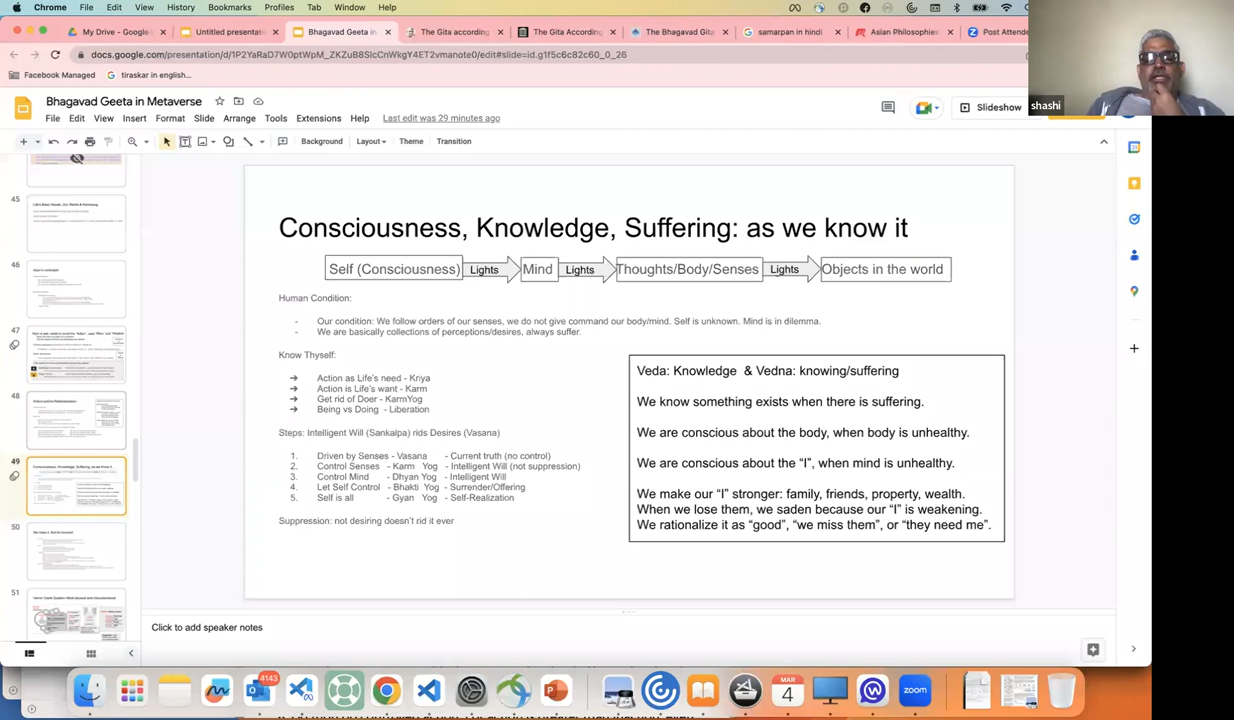 Chrome File Edit View History Bookmarks Profiles Tab Window Help
My Drive - Google
Untitled presentati
Bhagavad Geeta in
The Gita according
The Gita According
The Bhagavad Gita
samarpan in hindi
Asian Philosophies
Post Attende
docs.google.com/presentation/d/1P2YaRaD7W0ptWpM_ZKZuB8SlcCnWkgY4ET2vmanote0/edit#slide=id.g1f5c6c82c60_0_26
Facebook Managed
tiraskar in english...
shashi
Bhagavad Geeta in Metaverse
File Edit View Insert Format Slide Arrange Tools Extensions Help Last edit was 29 minutes ago
Slideshow
Background Layout Theme Transition
45
46
47
48
49
50
51
Consciousness, Knowledge, Suffering: as we know it
Self (Consciousness) Lights Mind Lights Thoughts/Body/Senses Lights Objects in the world
Human Condition:
- Our condition: We follow orders of our senses, we do not give command our body/mind. Self is unknown. Mind is in dilemma.
- We are basically collections of perceptions/desires, always suffer.
Know Thyself:
➔ Action as Life's need - Kriya
➔ Action is Life's want - Karm
➔ Get rid of Doer - KarmYog
➔ Being vs Doing - Liberation
Steps: Intelligent Will (Sankalpa) rids Desires (Vasana)
1. Driven by Senses - Vasana - Current truth (no control)
2. Control Senses - Karm Yog - Intelligent Will (not suppression)
3. Control Mind - Dhyan Yog - Intelligent Will
4. Let Self Control - Bhakti Yog - Surrender/Offering
5. Self is all - Gyan Yog - Self-Realization
Suppression: not desiring doesn't rid it ever
Veda: Knowledge & Vedna: knowing/suffering
We know something exists when there is suffering.
We are conscious about the body, when body is unhealthy.
We are conscious about the "I", when mind is unhealthy.
We make our "I" stronger: family, friends, property, wealth.
When we lose them, we saden because our "I" is weakening.
We rationalize it as "good", "we miss them", or "they need me".
Click to add speaker notes
4143
MAR
4
zoom